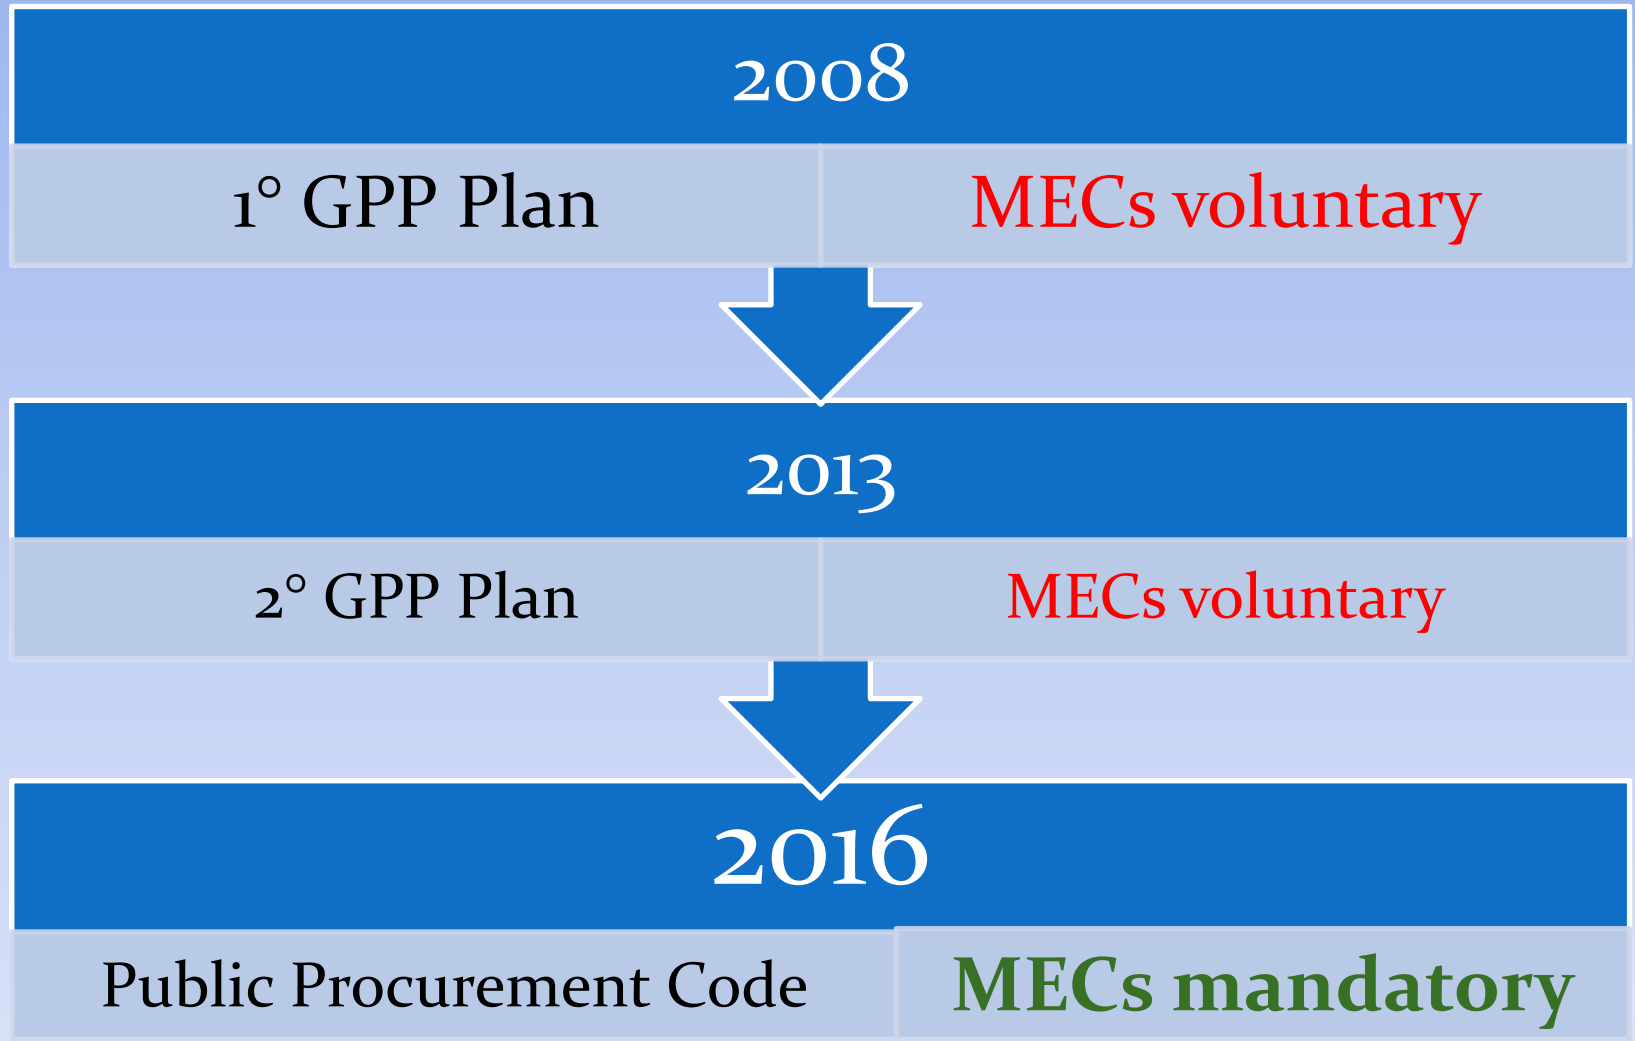 2008
1° GPP Plan
MECs voluntary
2013
2° GPP Plan
MECs voluntary
2016
Public Procurement Code
MECs mandatory